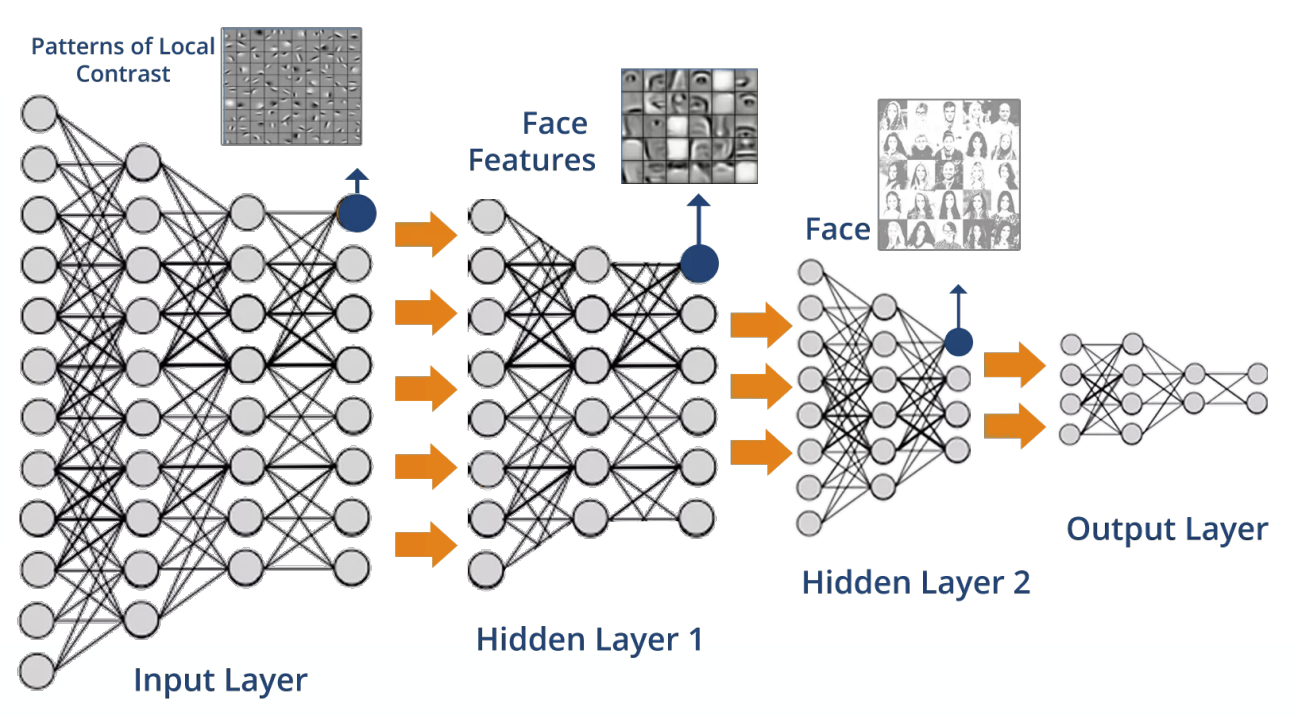 Patterns of Local
Contrast
Face
Features
Face
Input Layer
Hidden Layer 1
Hidden Layer 2
Output Layer